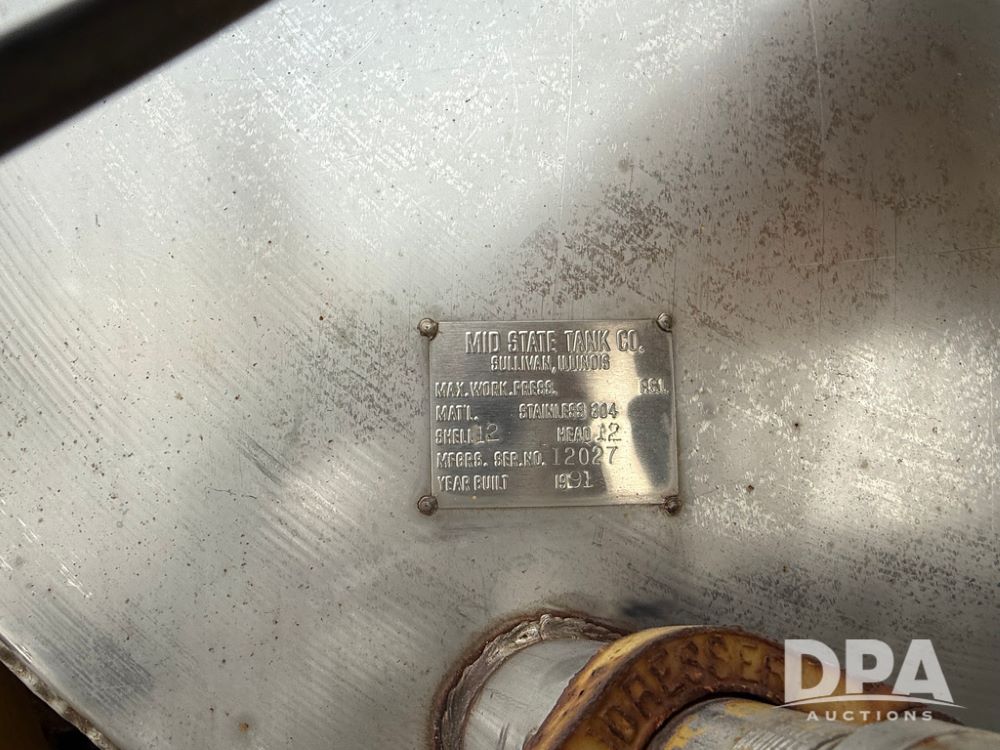 MID STATE TANK CO.
SULLIVAN, ILLINOIS
MAX. WORK. PRESS. P.S.I.
MAT'L. STAINLESS 304
SHELL 12 HEAD 12
MFGRS. SER. NO. 12027
YEAR BUILT 1991
DRESSER
DPA
AUCTIONS